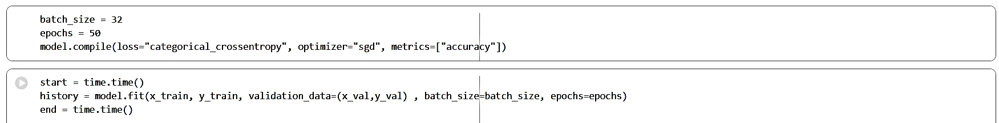 batch_size = 32
epochs = 50
model.compile(loss="categorical_crossentropy", optimizer="sgd", metrics=["accuracy"])
start = time.time()
history = model.fit(x_train, y_train, validation_data=(x_val,y_val) , batch_size=batch_size, epochs=epochs)
end = time.time()